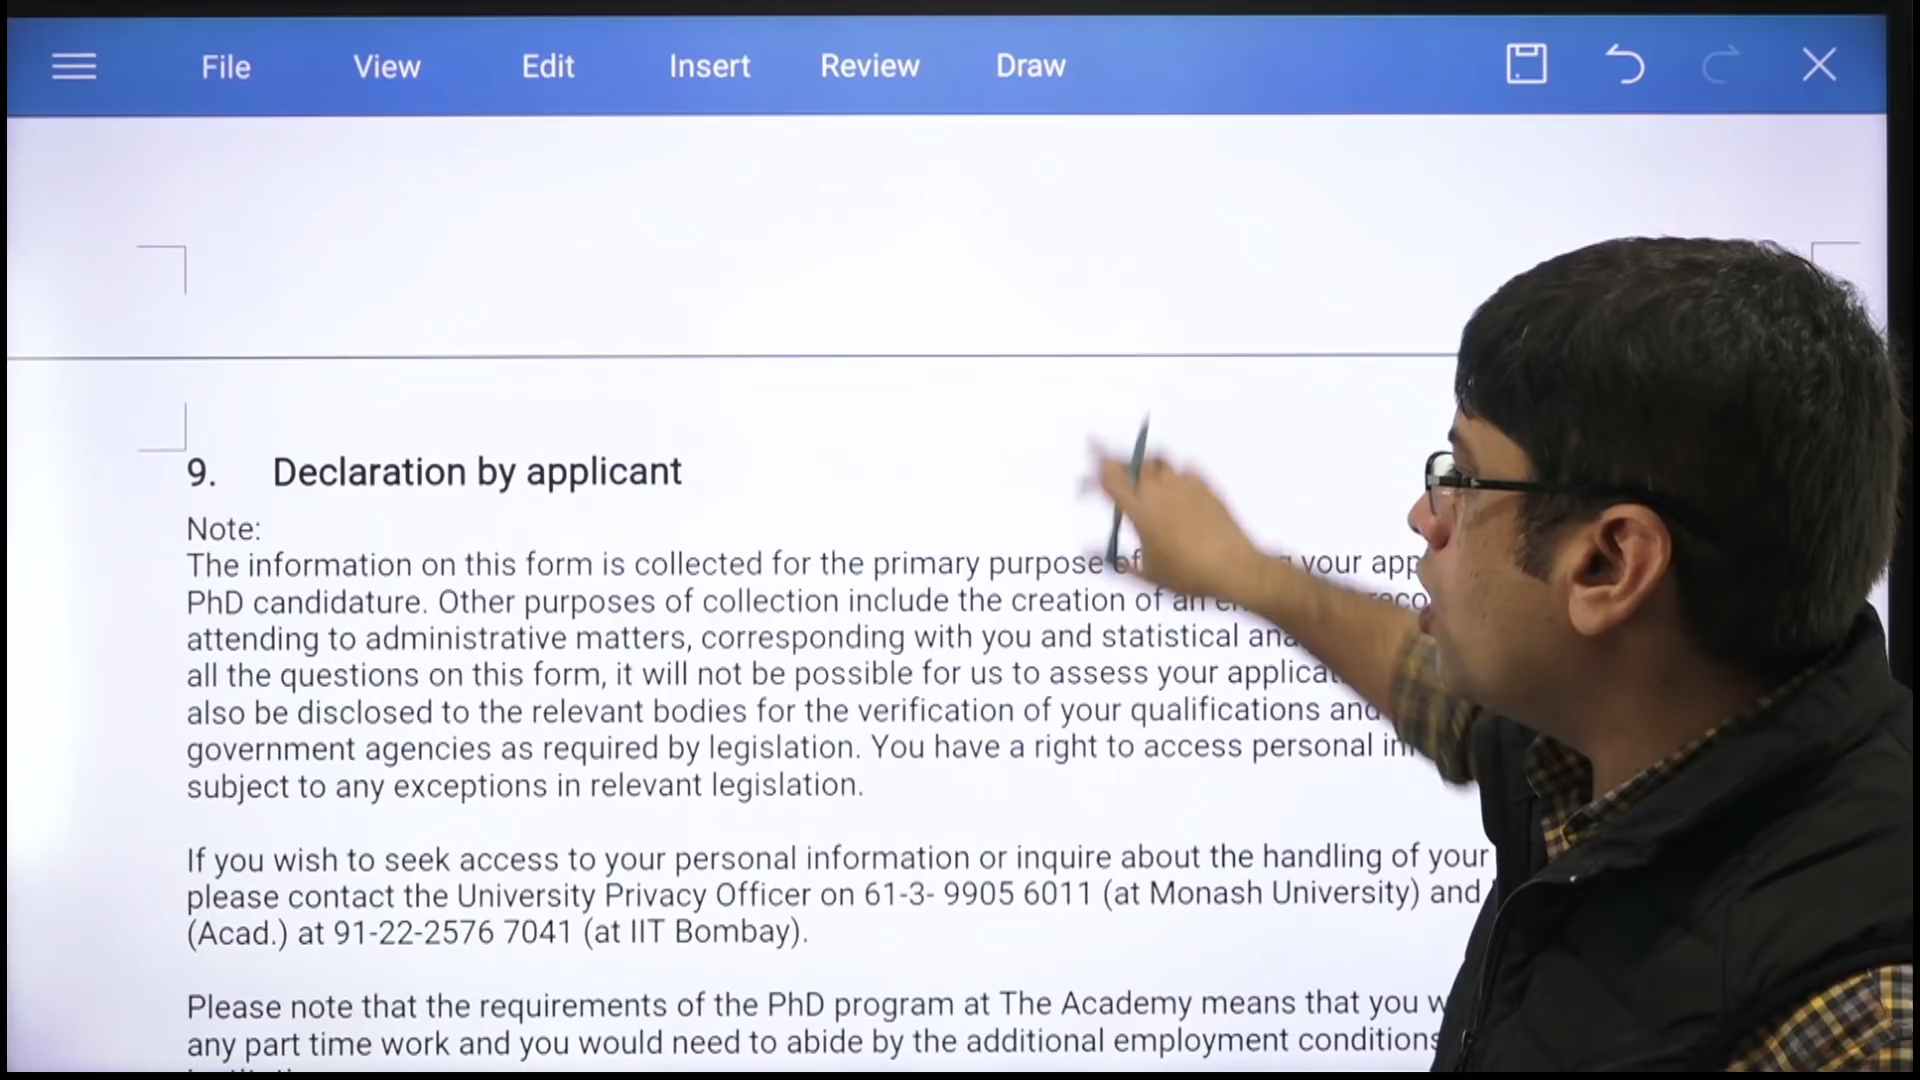 File View Edit Insert Review Draw
9. Declaration by applicant
Note:
The information on this form is collected for the primary purpose of your
PhD candidature. Other purposes of collection include the creation of an
attending to administrative matters, corresponding with you and statistical
all the questions on this form, it will not be possible for us to assess your
also be disclosed to the relevant bodies for the verification of your qualifications and
government agencies as required by legislation. You have a right to access personal
subject to any exceptions in relevant legislation.
If you wish to seek access to your personal information or inquire about the handling of your
please contact the University Privacy Officer on 61-3- 9905 6011 (at Monash University) and
(Acad.) at 91-22-2576 7041 (at IIT Bombay).
Please note that the requirements of the PhD program at The Academy means that you
any part time work and you would need to abide by the additional employment conditions